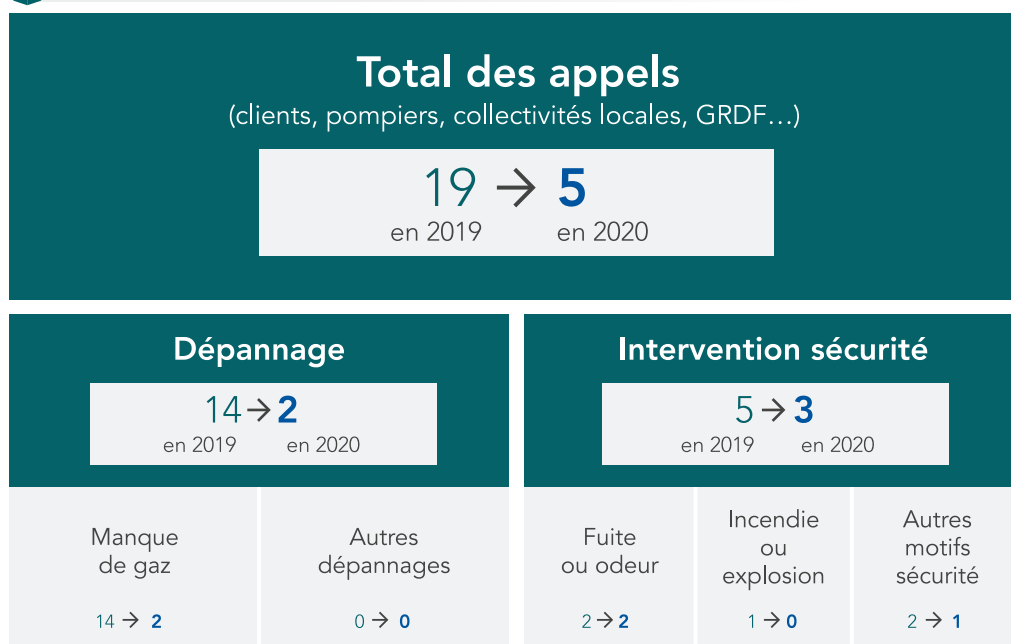 Total des appels
(clients, pompiers, collectivités locales, GRDF...)
19 → 5
en 2019 en 2020
Dépannage
14 → 2
en 2019 en 2020
Manque
de gaz
14 → 2
Autres
dépannages
0 → 0
Intervention sécurité
5 → 3
en 2019 en 2020
Fuite
ou odeur
2 → 2
Incendie
ou
explosion
1 → 0
Autres
motifs
sécurité
2 → 1